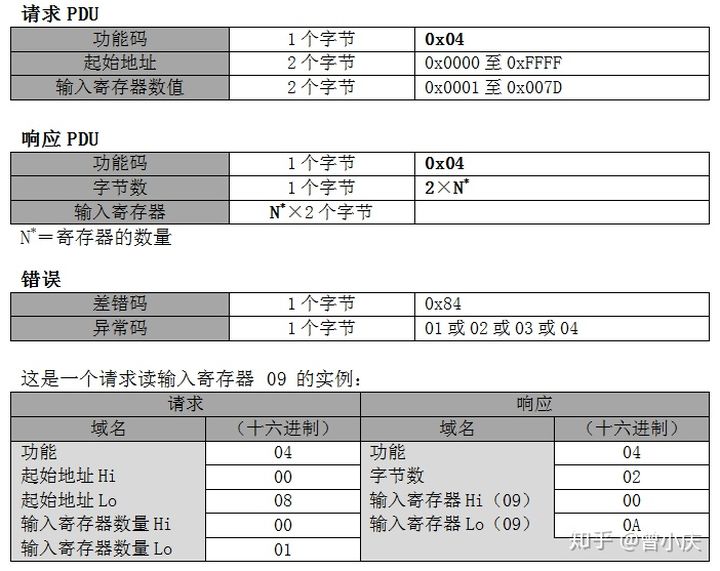 请求 PDU
功能码 1 个字节 0x04
起始地址 2 个字节 0x0000 至 0xFFFF
输入寄存器数值 2 个字节 0x0001 至 0x007D
响应 PDU
功能码 1 个字节 0x04
字节数 1 个字节 2×N*
输入寄存器 N*×2 个字节
N*＝寄存器的数量
错误
差错码 1 个字节 0x84
异常码 1 个字节 01 或 02 或 03 或 04
这是一个请求读输入寄存器 09 的实例：
请求 响应
域名 （十六进制） 域名 （十六进制）
功能 04 功能 04
起始地址 Hi 00 字节数 02
起始地址 Lo 08 输入寄存器 Hi（09） 00
输入寄存器数量 Hi 00 输入寄存器 Lo（09） 0A
输入寄存器数量 Lo 01
知乎 @曾小庆